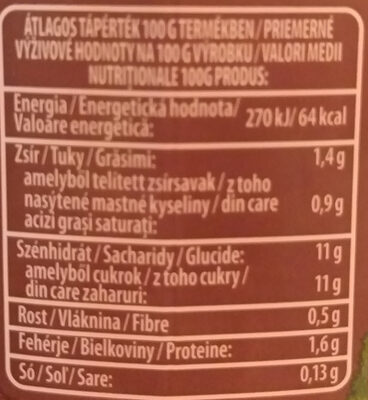 ÁTLAGOS TÁPÉRTÉK 100 G TERMÉKBEN / PRIEMERNÉ
VÝŽIVOVÉ HODNOTY NA 100 G VÝROBKU / VALORI MEDII
NUTRIȚIONALE 100G PRODUS:
Energia / Energetická hodnota/
Valoare energetică: 270 kJ/ 64 kcal
Zsír / Tuky / Grăsimi: 1,4 g
amelyből telített zsírsavak / z toho
nasýtené mastné kyseliny / din care 0,9 g
acizi grași saturați:
Szénhidrát / Sacharidy / Glucide: 11 g
amelyből cukrok / z toho cukry /
din care zaharuri: 11 g
Rost / Vláknina / Fibre 0,5 g
Fehérje / Bielkoviny / Proteine: 1,6 g
Só / Soľ / Sare: 0,13 g